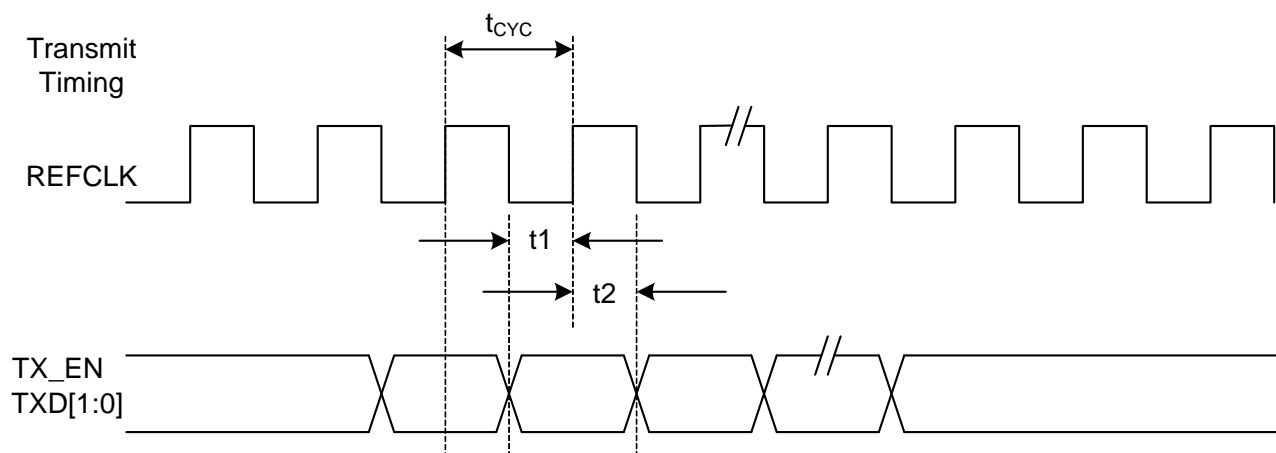 Transmit
Timing
tCYC
REFCLK
t1
t2
TX_EN
TXD[1:0]